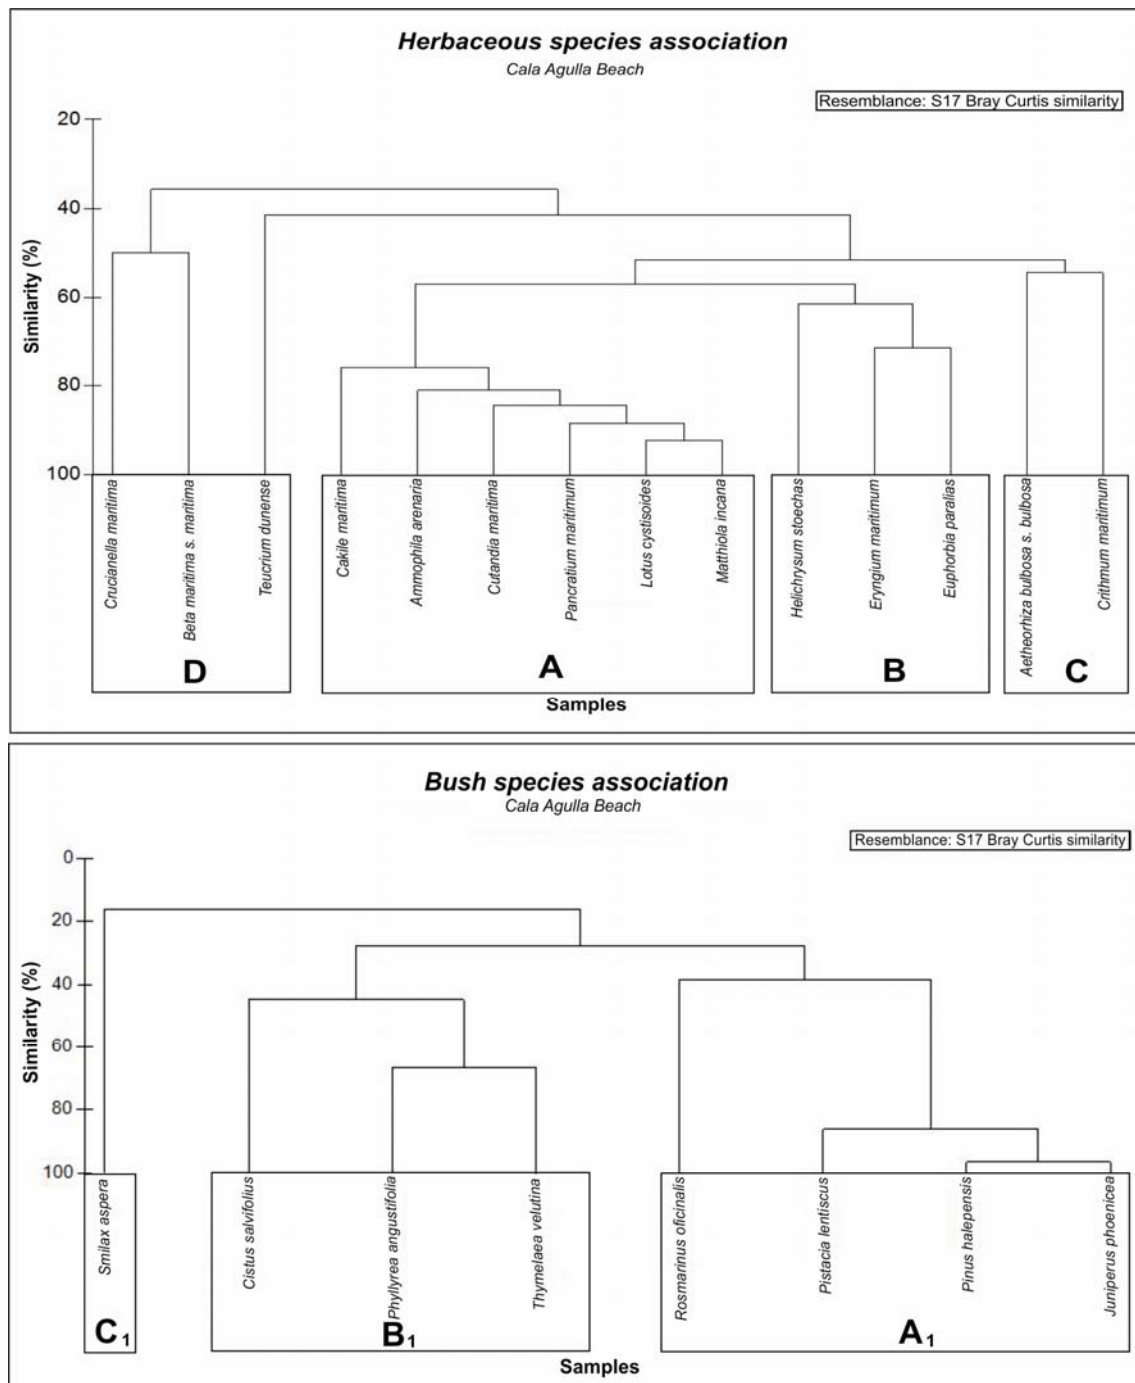 Herbaceous species association
Cala Agulla Beach
Resemblance: S17 Bray Curtis similarity
Similarity (%)
20
40
60
80
100
Crucianella maritima
Beta maritima s. maritima
Teucrium dunense
Cakile maritima
Ammophila arenaria
Cutandia maritima
Pancratium maritimum
Lotus cystisoides
Matthiola incana
Helichrysum stoechas
Eryngium maritimum
Euphorbia paralias
Aetheorhiza bulbosa s. bulbosa
Crithmum maritimum
D
A
B
C
Samples
Bush species association
Cala Agulla Beach
Resemblance: S17 Bray Curtis similarity
Similarity (%)
0
20
40
60
80
100
Smilax aspera
Cistus salvifolius
Phyllyrea angustifolia
Thymelaea velutina
Rosmarinus oficinalis
Pistacia lentiscus
Pinus halepensis
Juniperus phoenicea
C1
B1
A1
Samples